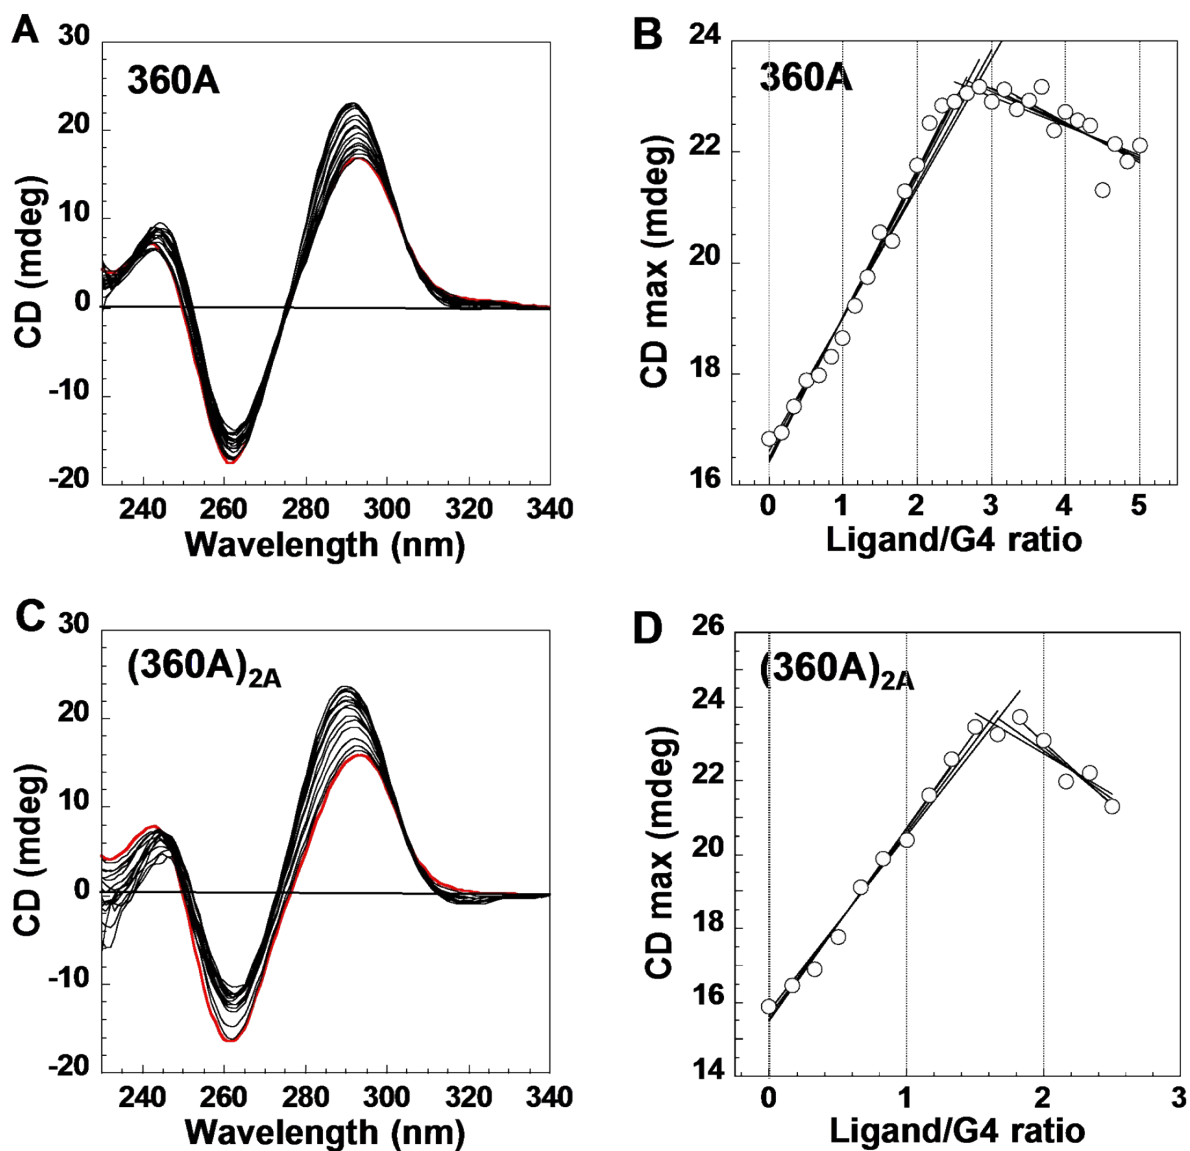 A
360A
CD (mdeg)
30
20
10
0
-10
-20
240 260 280 300 320 340
Wavelength (nm)
B
360A
CD max (mdeg)
24
22
20
18
16
0 1 2 3 4 5
Ligand/G4 ratio
C
(360A)2A
CD (mdeg)
30
20
10
0
-10
-20
240 260 280 300 320 340
Wavelength (nm)
D
(360A)2A
CD max (mdeg)
26
24
22
20
18
16
14
0 1 2 3
Ligand/G4 ratio